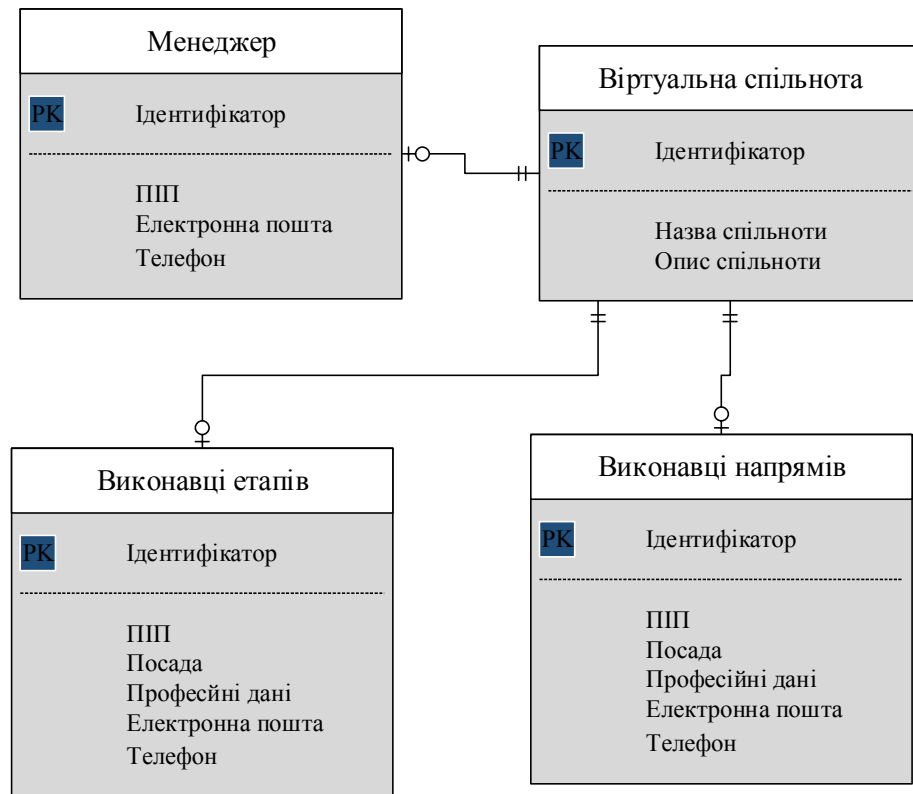 Менеджер
PK Ідентифікатор
ПІП
Електронна пошта
Телефон
Віртуальна спільнота
PK Ідентифікатор
Назва спільноти
Опис спільноти
Виконавці етапів
PK Ідентифікатор
ПІП
Посада
Професйні дані
Електронна пошта
Телефон
Виконавці напрямів
PK Ідентифікатор
ПІП
Посада
Професійні дані
Електронна пошта
Телефон